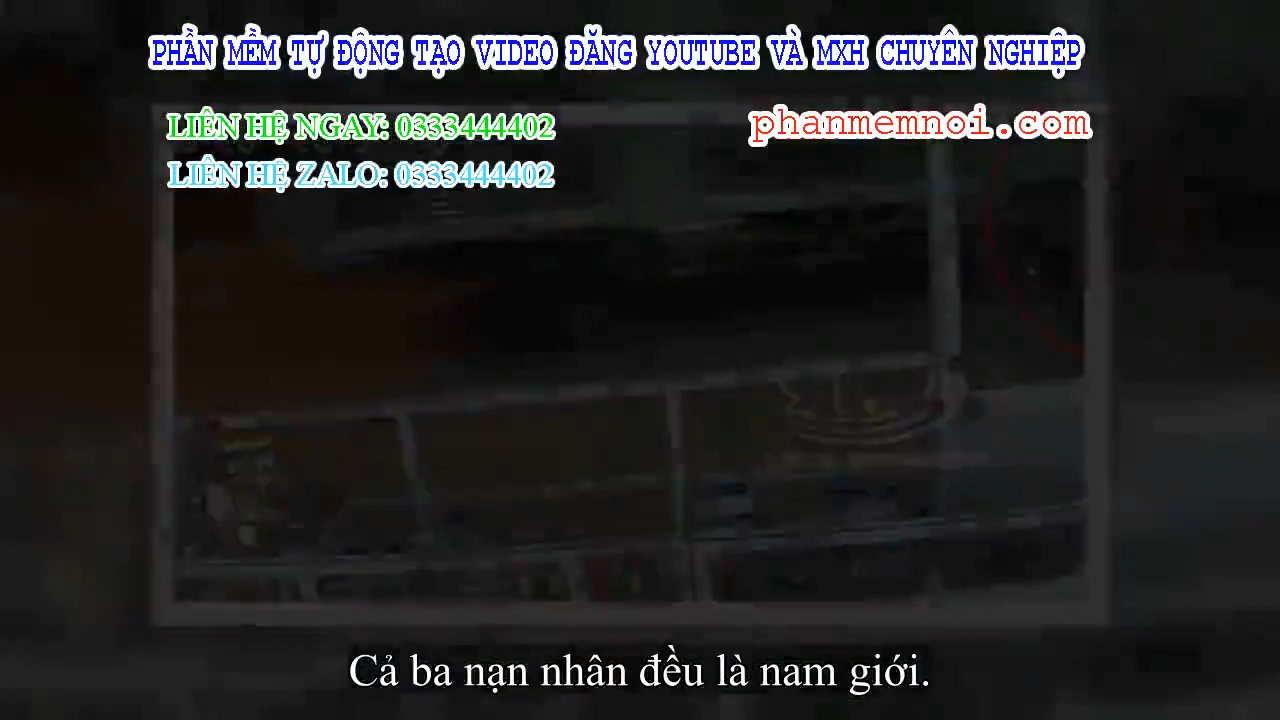 PHẦN MỀM TỰ ĐỘNG TẠO VIDEO ĐĂNG YOUTUBE VÀ MXH CHUYÊN NGHIỆP
LIÊN HỆ NGAY: 0333444402
phanmemnoi.com
LIÊN HỆ ZALO: 0333444402
Cả ba nạn nhân đều là nam giới.